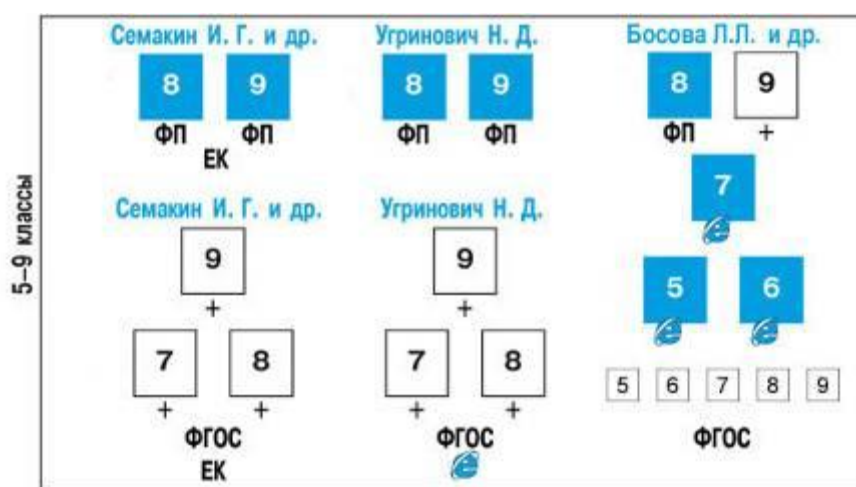 5–9 классы
Семакин И. Г. и др.
8 9
ФП ФП
ЕК
Семакин И. Г. и др.
9
+
7 8
+ +
ФГОС
ЕК
Угринович Н. Д.
8 9
ФП ФП
Угринович Н. Д.
9
+
7 8
+ +
ФГОС
Босова Л.Л. и др.
8 9
ФП +
7
5 6
5 6 7 8 9
ФГОС